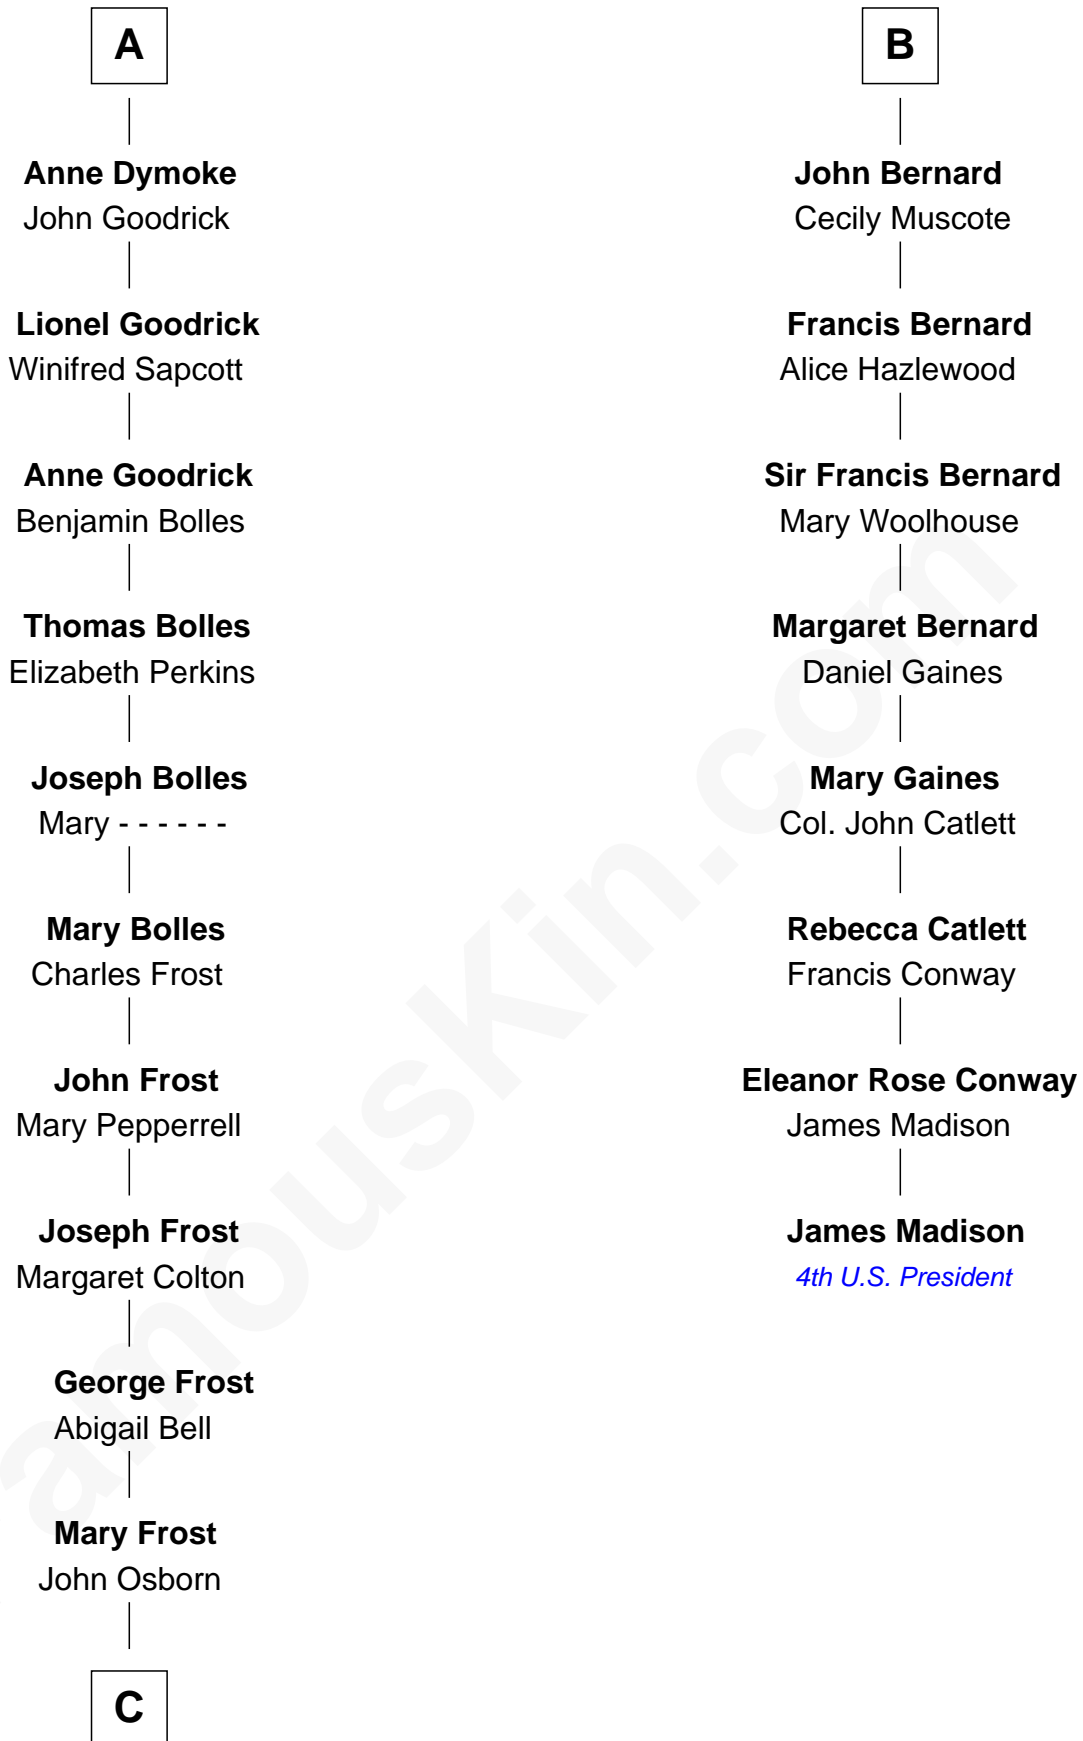 A
Anne Dymoke
John Goodrick
Lionel Goodrick
Winifred Sapcott
Anne Goodrick
Benjamin Bolles
Thomas Bolles
Elizabeth Perkins
Joseph Bolles
Mary - - - - - -
Mary Bolles
Charles Frost
John Frost
Mary Pepperrell
Joseph Frost
Margaret Colton
George Frost
Abigail Bell
Mary Frost
John Osborn
C
B
John Bernard
Cecily Muscote
Francis Bernard
Alice Hazlewood
Sir Francis Bernard
Mary Woolhouse
Margaret Bernard
Daniel Gaines
Mary Gaines
Col. John Catlett
Rebecca Catlett
Francis Conway
Eleanor Rose Conway
James Madison
James Madison
4th U.S. President
amousKin.com